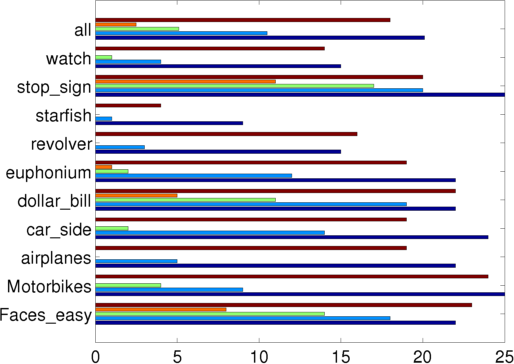 all
watch
stop_sign
starfish
revolver
euphonium
dollar_bill
car_side
airplanes
Motorbikes
Faces_easy
0 5 10 15 20 25